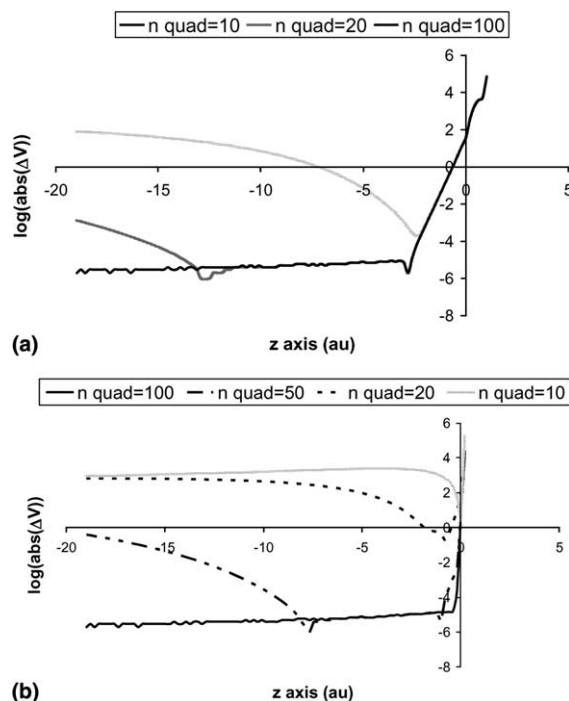 n quad=10 n quad=20 n quad=100
6
4
2
0
-20 -15 -10 -5 0 5
-2
-4
-6
-8
log(abs(ΔV))
z axis (au)
(a)
n quad=100 n quad=50 n quad=20 n quad=10
6
4
2
0
-20 -15 -10 -5 0 5
-2
-4
-6
-8
log(abs(ΔV))
z axis (au)
(b)